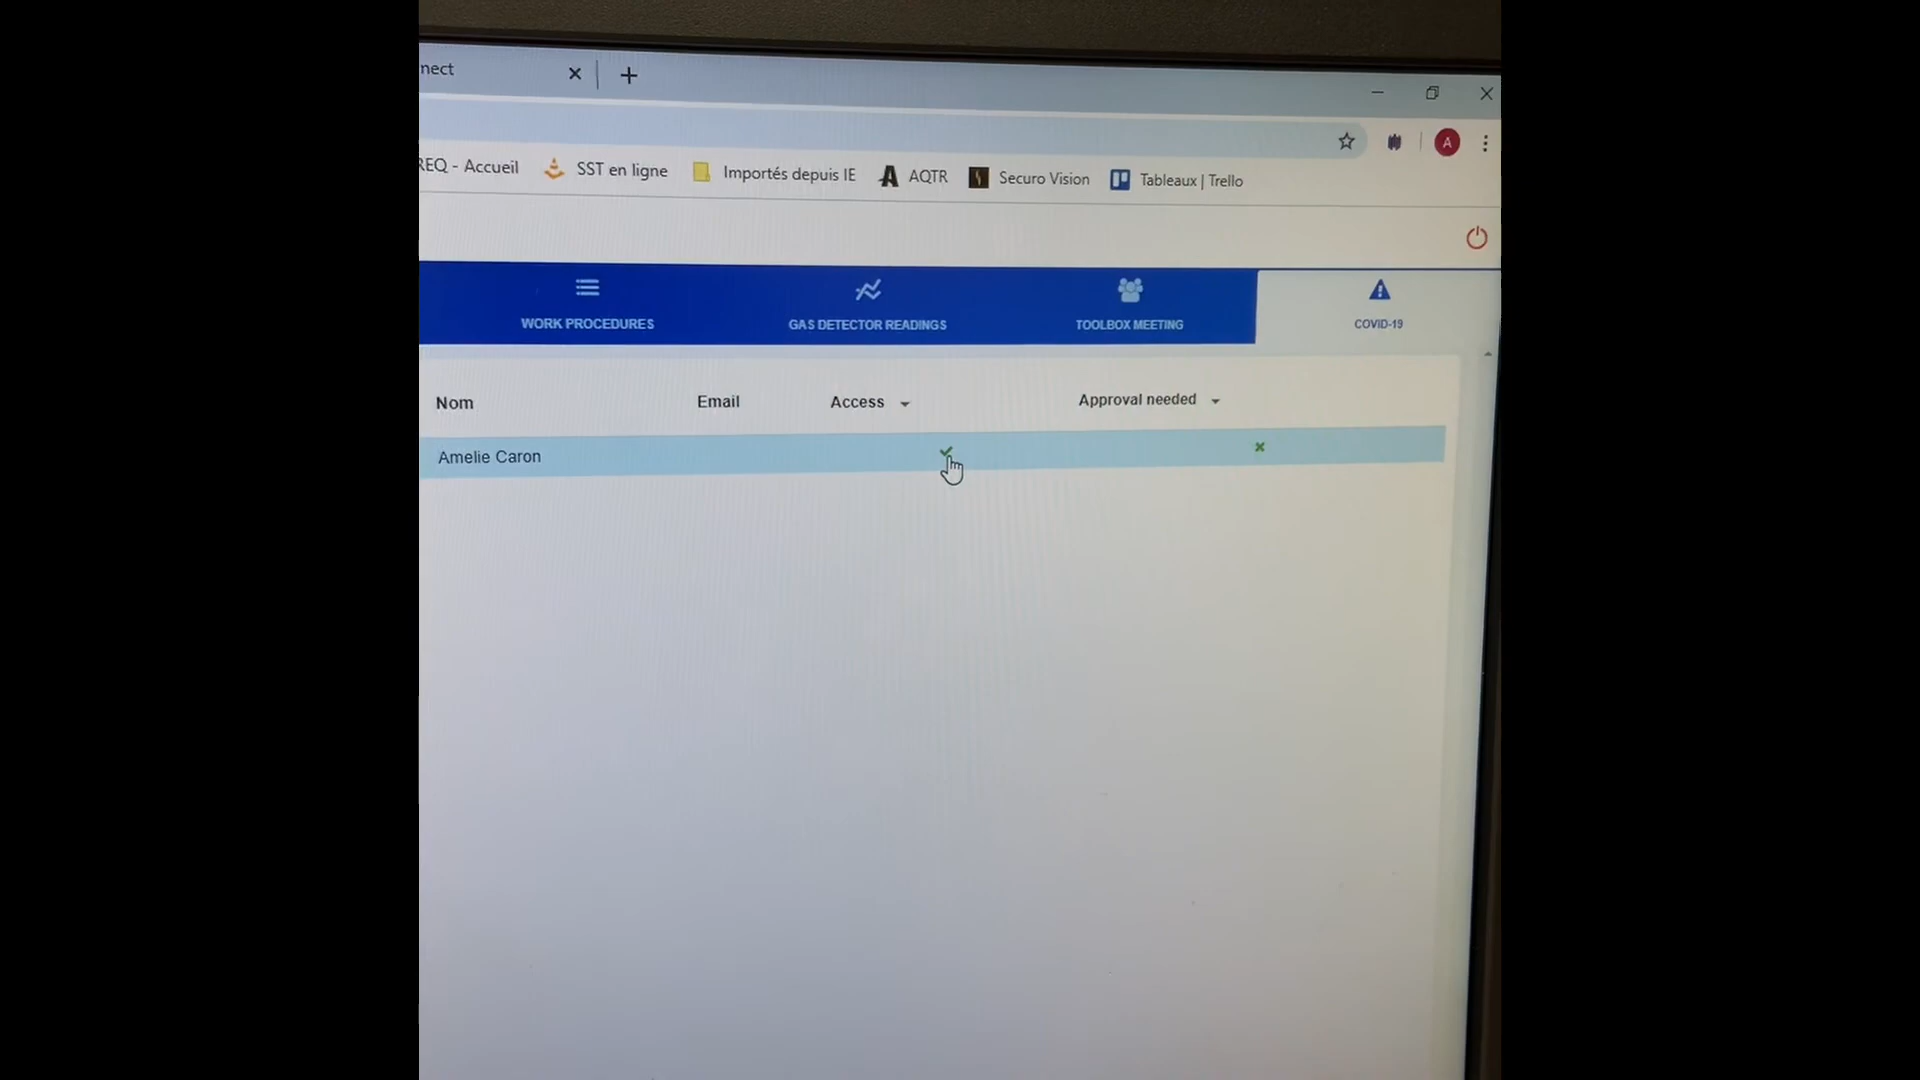 nect
REQ - Accueil SST en ligne Importés depuis IE AQTR Securo Vision Tableaux | Trello
A
WORK PROCEDURES GAS DETECTOR READINGS TOOLBOX MEETING COVID-19
Nom Email Access Approval needed
Amelie Caron